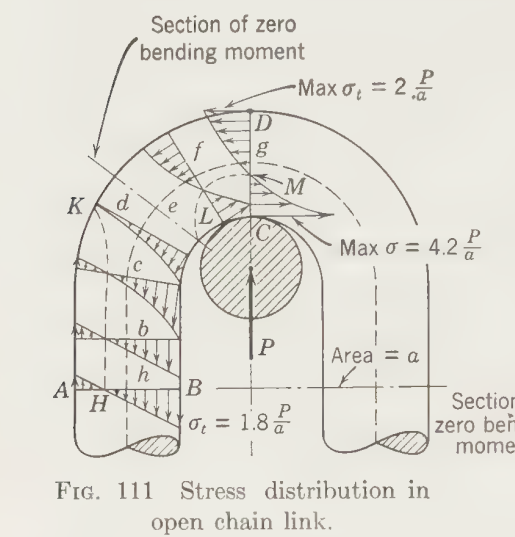 Section of zero
bending moment
Max σt = 2 P/a
D
f
g
K
d
e
L
M
C
Max σ = 4.2 P/a
c
P
b
Area = a
h
A
H
B
Section
zero ben
mome
σt = 1.8 P/a
FIG. 111 Stress distribution in
open chain link.